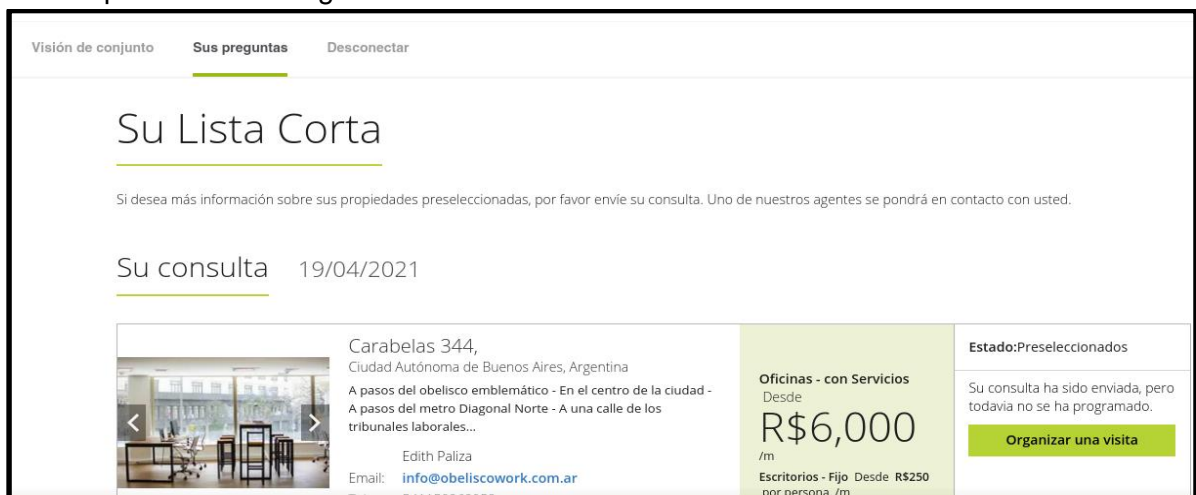 Visión de conjunto Sus preguntas Desconectar
Su Lista Corta
Si desea más información sobre sus propiedades preseleccionadas, por favor envíe su consulta. Uno de nuestros agentes se pondrá en contacto con usted.
Su consulta 19/04/2021
Carabelas 344,
Ciudad Autónoma de Buenos Aires, Argentina
A pasos del obelisco emblemático - En el centro de la ciudad -
A pasos del metro Diagonal Norte - A una calle de los
tribunales laborales...
Edith Paliza
Email: info@obeliscowork.com.ar
Oficinas - con Servicios
Desde
R$6,000
/m
Escritorios - Fijo Desde R$250
por persona /m
Estado:Preseleccionados
Su consulta ha sido enviada, pero
todavia no se ha programado.
Organizar una visita